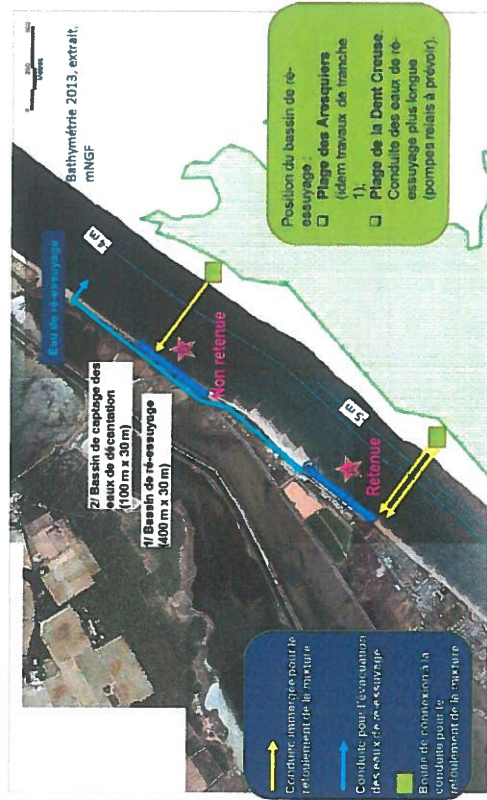 Bathymétrie 2013, extrait.
mNGF
Eau de ré-essuyage
-4 m
-5 m
2/ Bassin de captage des
eaux de décantation
(100 m x 30 m)
1/ Bassin de ré-essuyage
(400 m x 30 m)
Non retenue
Retenue
Position du bassin de ré-
essuyage :
Plage des Aresquiers
(idem travaux de tranche
1),
Plage de la Dent Creuse.
Conduite des eaux de ré-
essuyage plus longue
(pompes relais à prévoir).
Conduite immergée pour le
refoulement de la mixture
Conduite pour l'évacuation
des eaux de ré-essuyage
de connexion à la
conduite pour le
refoulement de la mixture